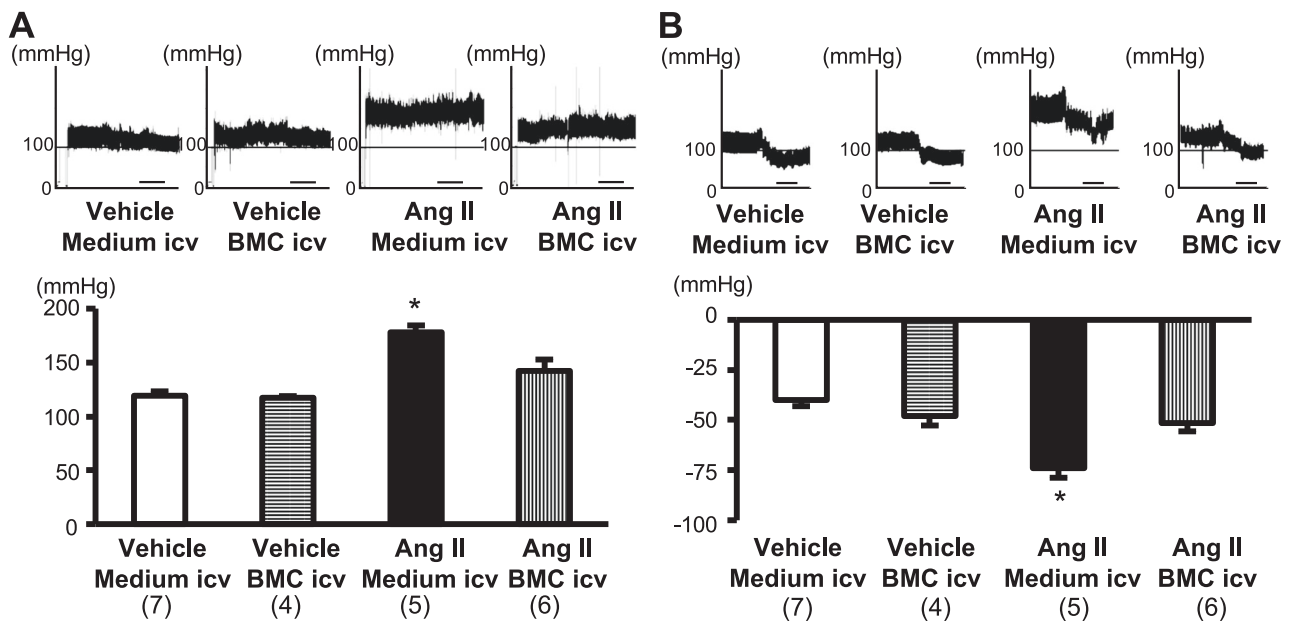 A
(mmHg) (mmHg) (mmHg) (mmHg)
100 100 100 100
0 0 0 0
Vehicle Vehicle Ang II Ang II
Medium icv BMC icv Medium icv BMC icv
(mmHg)
200
*
150
100
50
0
Vehicle Vehicle Ang II Ang II
Medium icv BMC icv Medium icv BMC icv
(7) (4) (5) (6)
B
(mmHg) (mmHg) (mmHg) (mmHg)
100 100 100 100
0 0 0 0
Vehicle Vehicle Ang II Ang II
Medium icv BMC icv Medium icv BMC icv
(mmHg)
0
-25
-50
-75
*
-100
Vehicle Vehicle Ang II Ang II
Medium icv BMC icv Medium icv BMC icv
(7) (4) (5) (6)